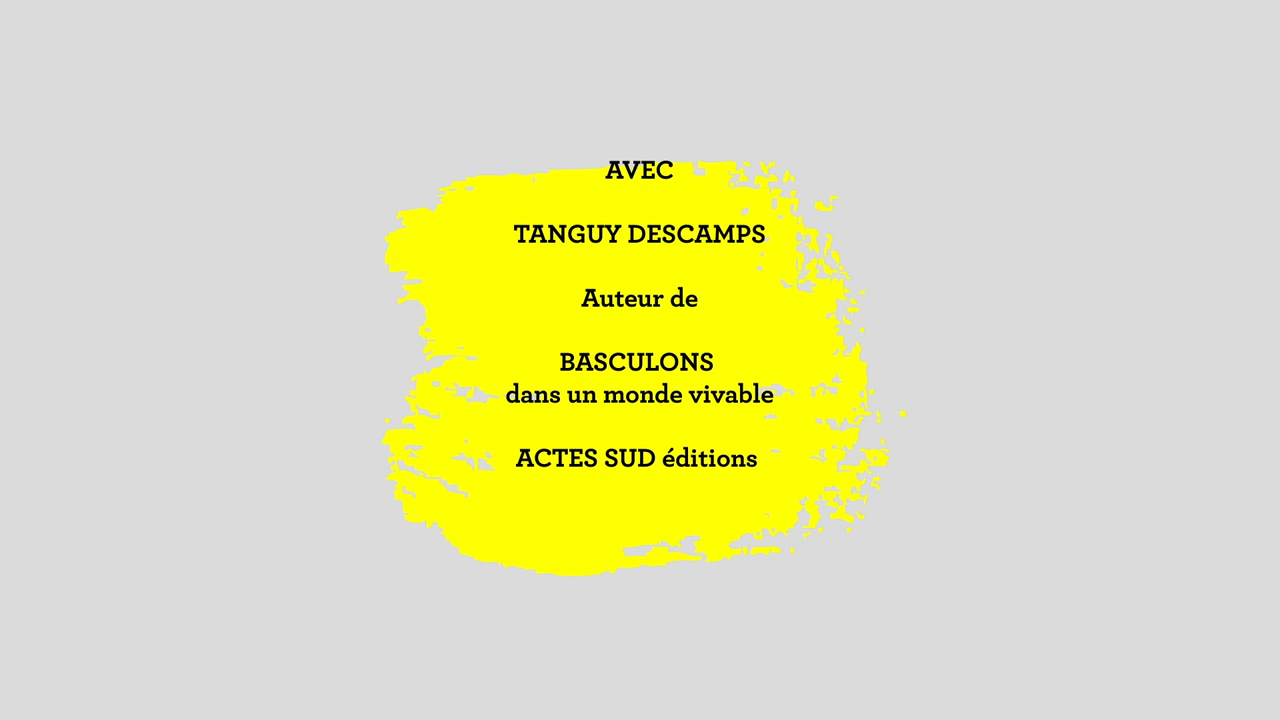 AVEC
TANGUY DESCAMPS
Auteur de
BASCULONS
dans un monde vivable
ACTES SUD éditions